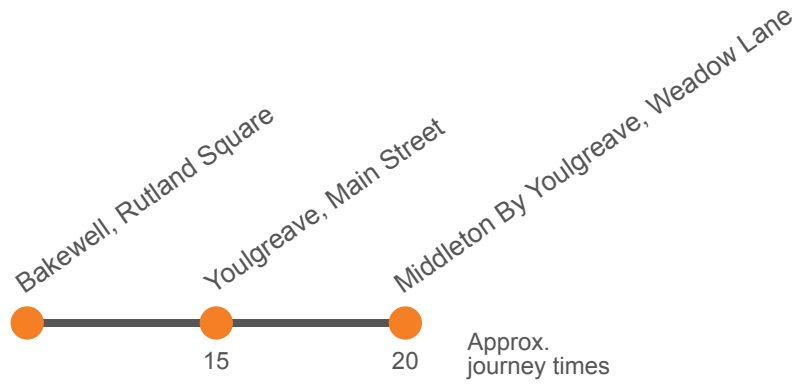 Bakewell, Rutland Square
Youlgreave, Main Street
Middleton By Youlgreave, Weadow Lane
15
20
Approx.
journey times